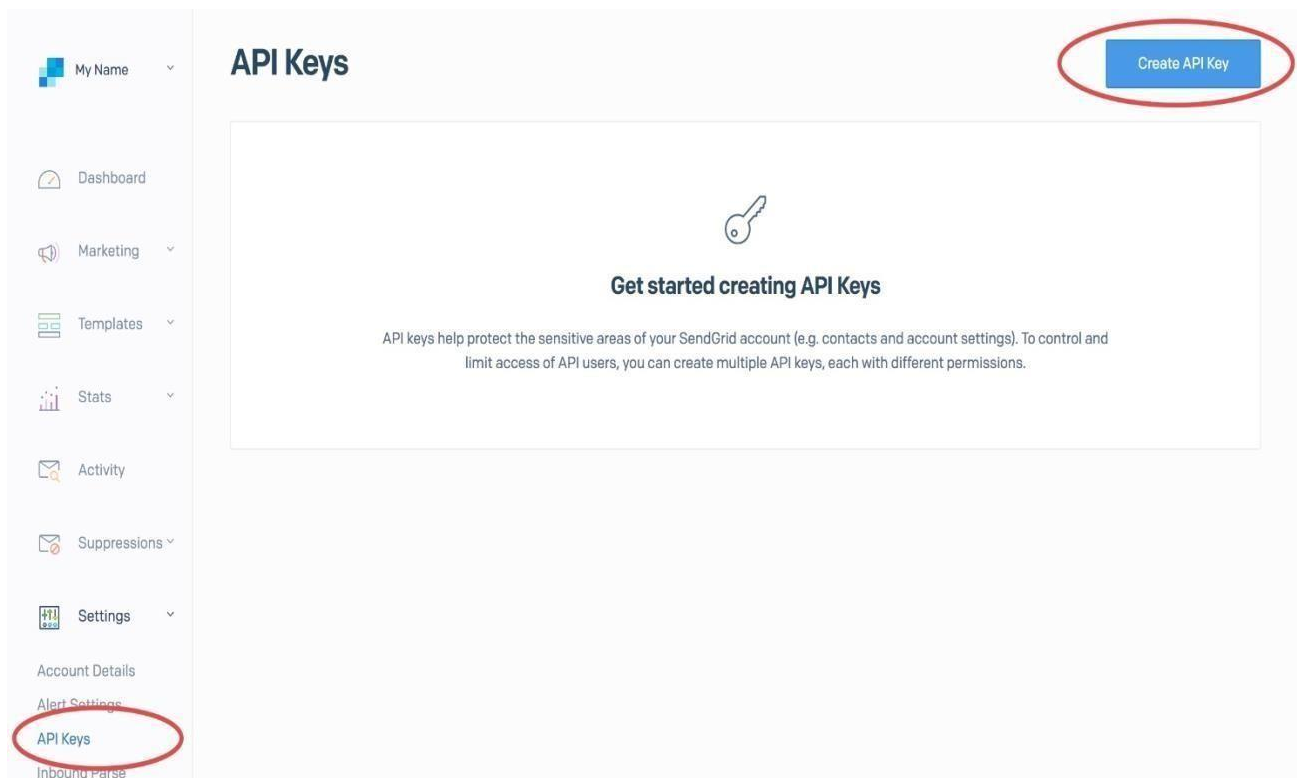 My Name
API Keys
Create API Key
Dashboard
Marketing
Templates
Stats
Activity
Suppressions
Settings
Account Details
Alert Settings
API Keys
Inbound Parse
Get started creating API Keys
API keys help protect the sensitive areas of your SendGrid account (e.g. contacts and account settings). To control and
limit access of API users, you can create multiple API keys, each with different permissions.